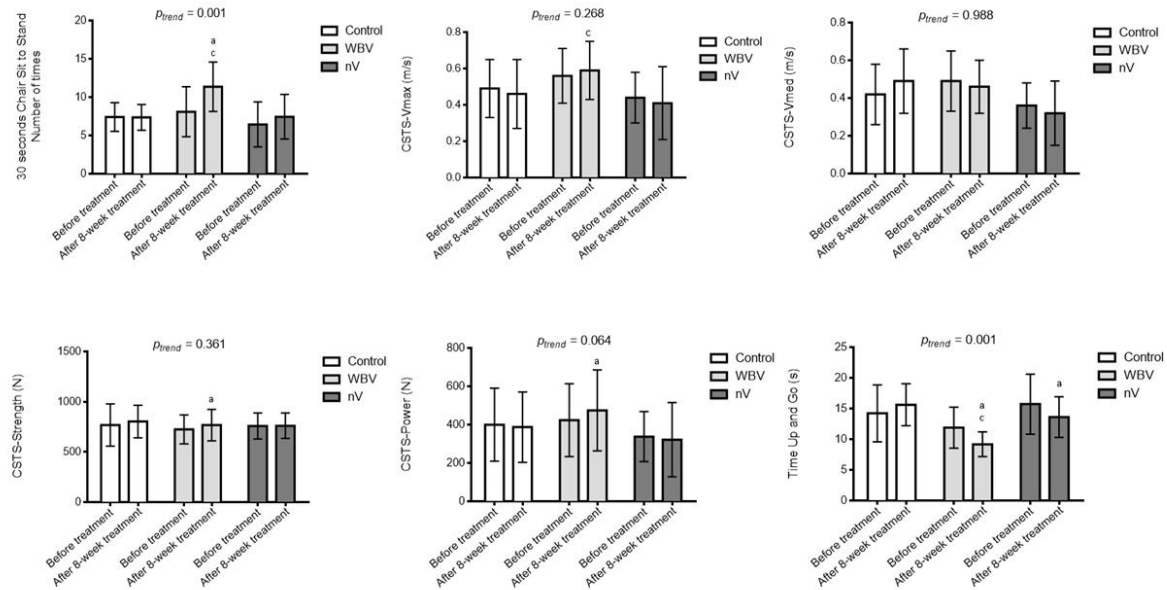 p trend = 0.001
30 seconds Chair Sit to Stand
Number of times
20
15
10
5
0
a
c
Before treatment
After 8-week treatment
Before treatment
After 8-week treatment
Before treatment
After 8-week treatment
Control
WBV
nV
p trend = 0.268
CSTS-Vmax (m/s)
0.8
0.6
0.4
0.2
0.0
c
Before treatment
After 8-week treatment
Before treatment
After 8-week treatment
Before treatment
After 8-week treatment
Control
WBV
nV
p trend = 0.988
CSTS-Vmed (m/s)
0.8
0.6
0.4
0.2
0.0
Before treatment
After 8-week treatment
Before treatment
After 8-week treatment
Before treatment
After 8-week treatment
Control
WBV
nV
p trend = 0.361
CSTS-Strength (N)
1500
1000
500
0
a
Before treatment
After 8-week treatment
Before treatment
After 8-week treatment
Before treatment
After 8-week treatment
Control
WBV
nV
p trend = 0.064
CSTS-Power (N)
800
600
400
200
0
a
Before treatment
After 8-week treatment
Before treatment
After 8-week treatment
Before treatment
After 8-week treatment
Control
WBV
nV
p trend = 0.001
Time Up and Go (s)
25
20
15
10
5
0
a
c
a
Before treatment
After 8-week treatment
Before treatment
After 8-week treatment
Before treatment
After 8-week treatment
Control
WBV
nV